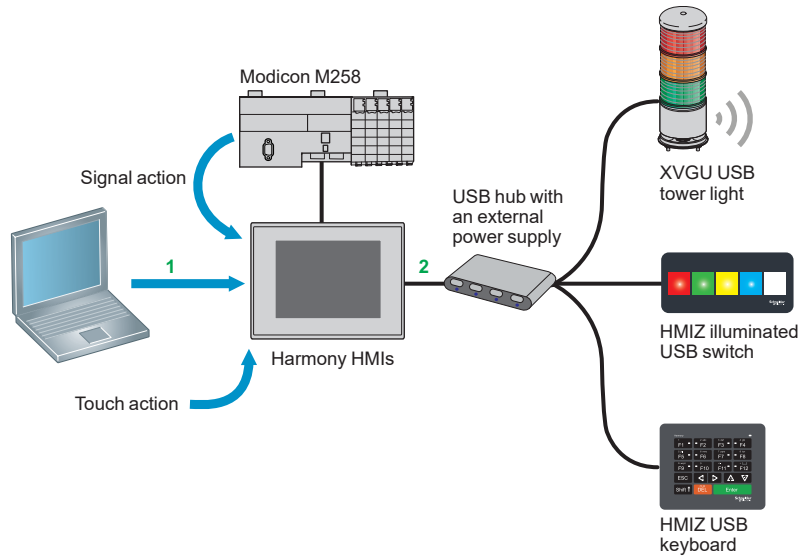 Modicon M258
Signal action
1
Harmony HMIs
Touch action
2
USB hub with
an external
power supply
XVGU USB
tower light
HMIZ illuminated
USB switch
F1
F2
F3
F4
F5
F6
F7
F8
F9
F10
F11
F12
ESC
Shift
DEL
Enter
HMIZ USB
keyboard